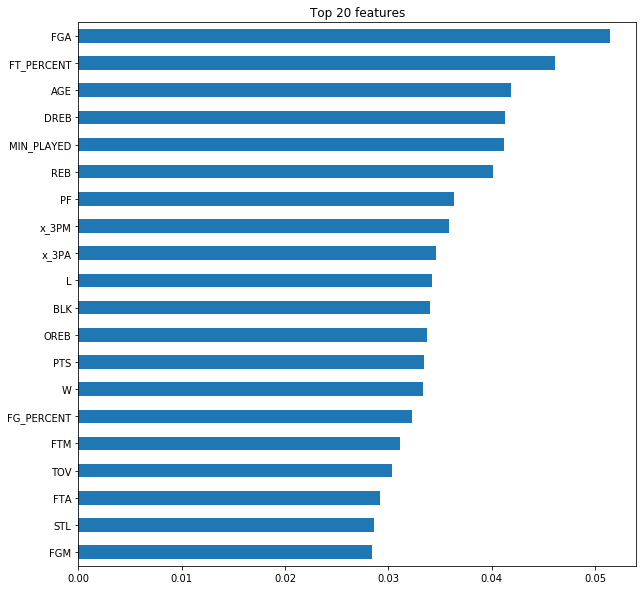 Top 20 features
FGA
FT_PERCENT
AGE
DREB
MIN_PLAYED
REB
PF
x_3PM
x_3PA
L
BLK
OREB
PTS
W
FG_PERCENT
FTM
TOV
FTA
STL
FGM
0.00 0.01 0.02 0.03 0.04 0.05